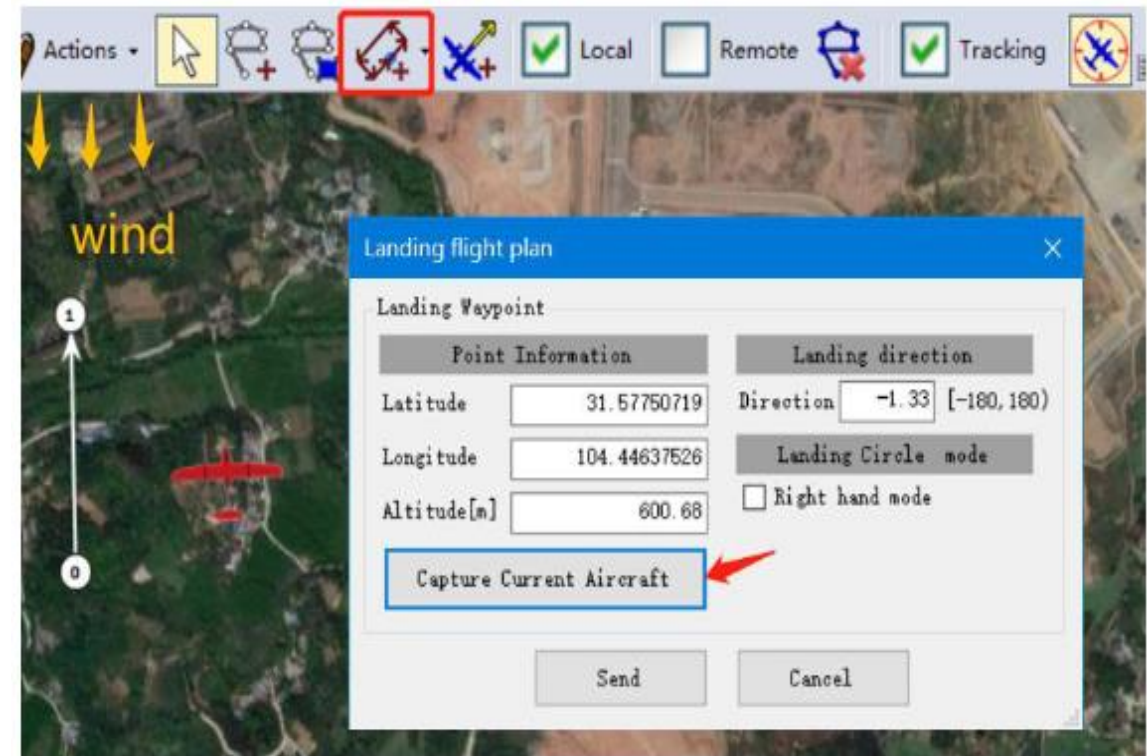 Actions
Local
Remote
Tracking
wind
1
0
Landing flight plan
Landing Waypoint
Point Information
Landing direction
Latitude 31.57750719
Direction -1.33 [-180,180)
Longitude 104.44637526
Landing Circle mode
Altitude[m] 600.68
Right hand mode
Capture Current Aircraft
Send
Cancel